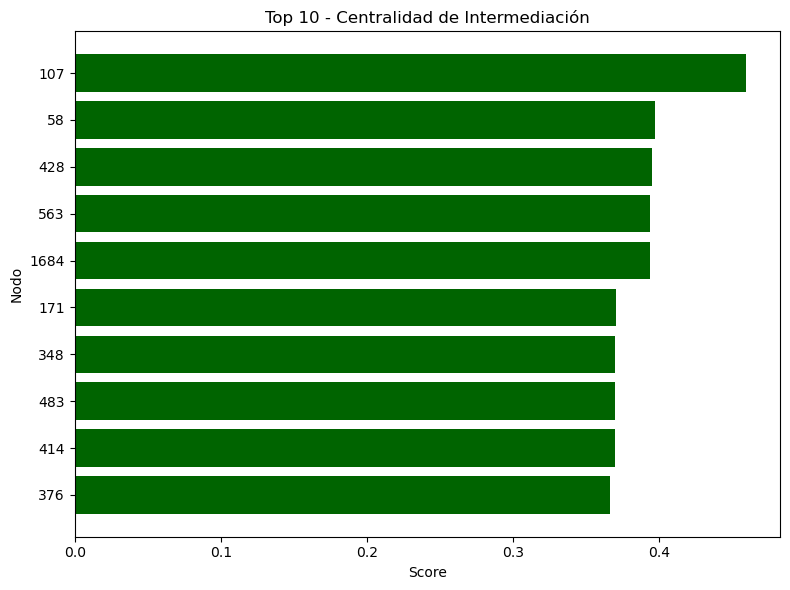 Top 10 - Centralidad de Intermediación
107
58
428
563
1684
171
348
483
414
376
Nodo
0.0 0.1 0.2 0.3 0.4
Score